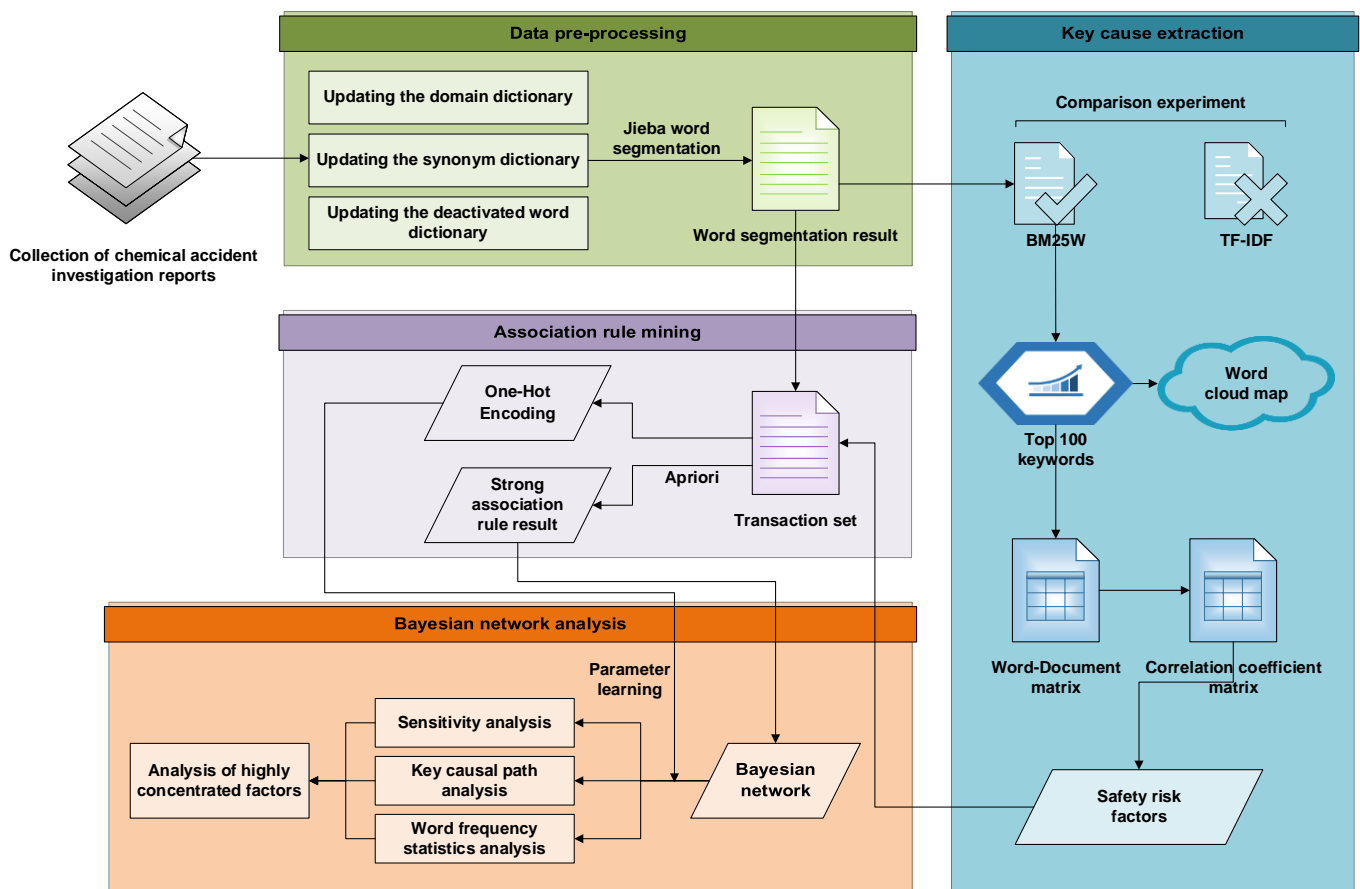 Data pre-processing
Updating the domain dictionary
Updating the synonym dictionary
Updating the deactivated word
dictionary
Jieba word
segmentation
Word segmentation result
Collection of chemical accident
investigation reports
Key cause extraction
Comparison experiment
BM25W
TF-IDF
Word
cloud map
Top 100
keywords
Word-Document
matrix
Correlation coefficient
matrix
Safety risk
factors
Association rule mining
One-Hot
Encoding
Apriori
Strong
association
rule result
Transaction set
Bayesian network analysis
Parameter
learning
Sensitivity analysis
Key causal path
analysis
Word frequency
statistics analysis
Analysis of highly
concentrated factors
Bayesian
network